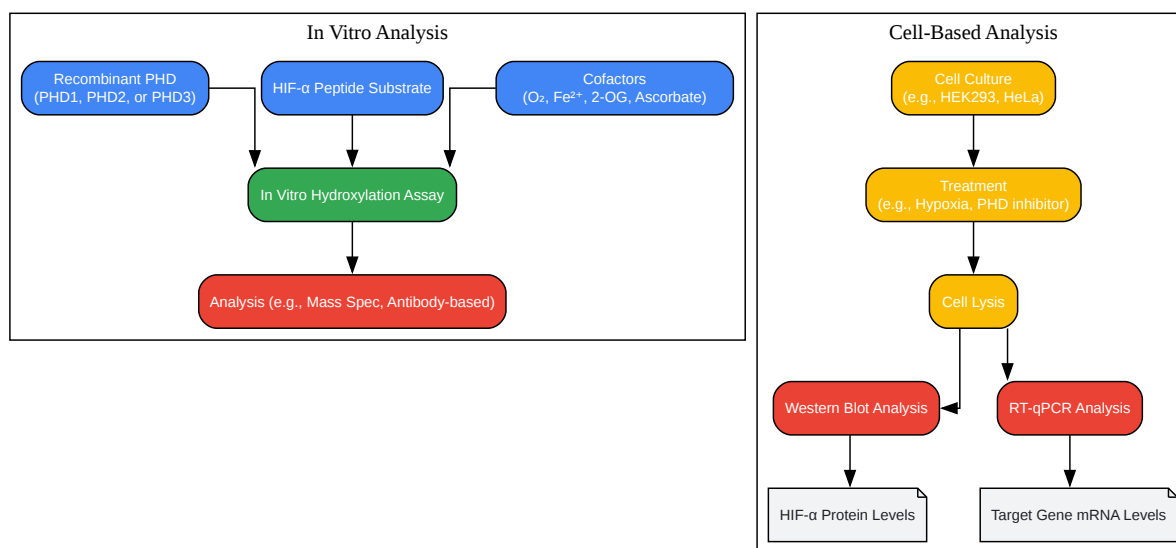 In Vitro Analysis
Recombinant PHD
(PHD1, PHD2, or PHD3)
HIF-α Peptide Substrate
Cofactors
(O₂, Fe²⁺, 2-OG, Ascorbate)
In Vitro Hydroxylation Assay
Analysis (e.g., Mass Spec, Antibody-based)
Cell-Based Analysis
Cell Culture
(e.g., HEK293, HeLa)
Treatment
(e.g., Hypoxia, PHD inhibitor)
Cell Lysis
Western Blot Analysis
RT-qPCR Analysis
HIF-α Protein Levels
Target Gene mRNA Levels